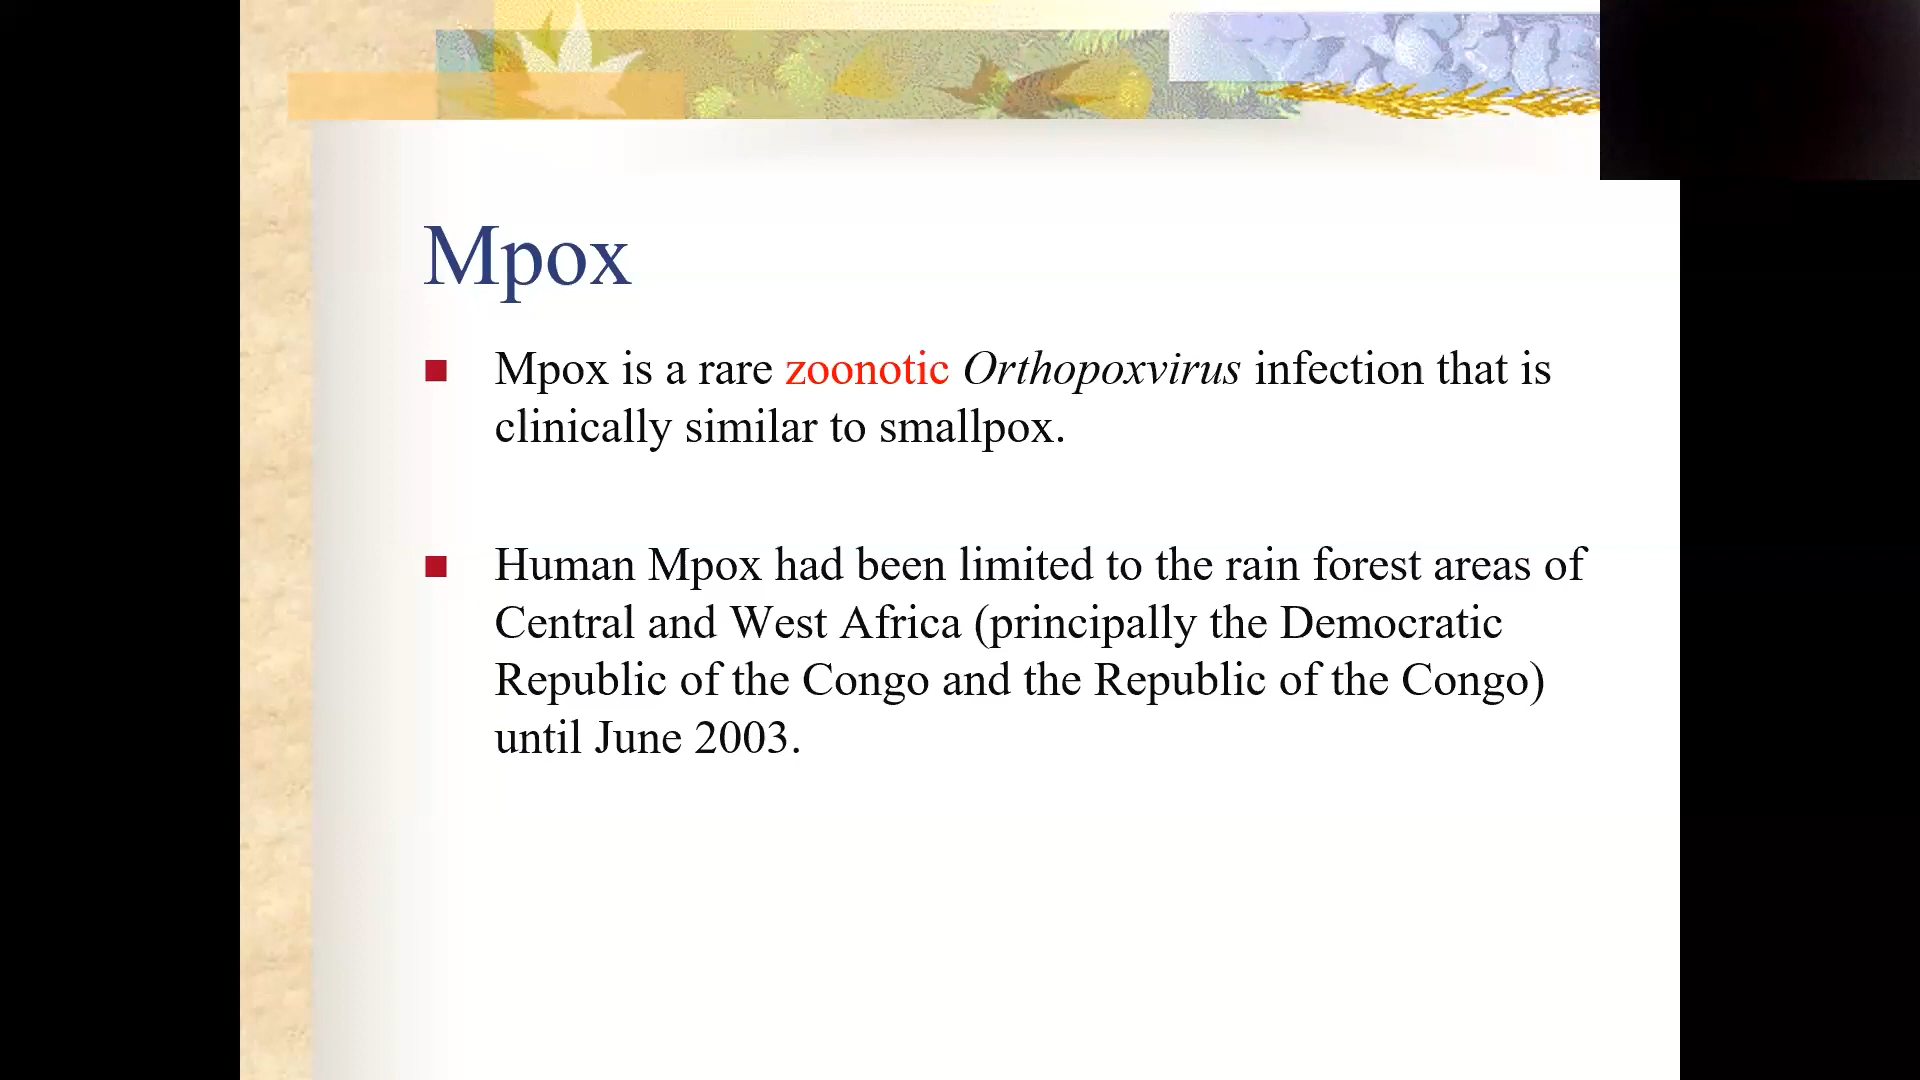 Mpox
Mpox is a rare zoonotic Orthopoxvirus infection that is
clinically similar to smallpox.
Human Mpox had been limited to the rain forest areas of
Central and West Africa (principally the Democratic
Republic of the Congo and the Republic of the Congo)
until June 2003.